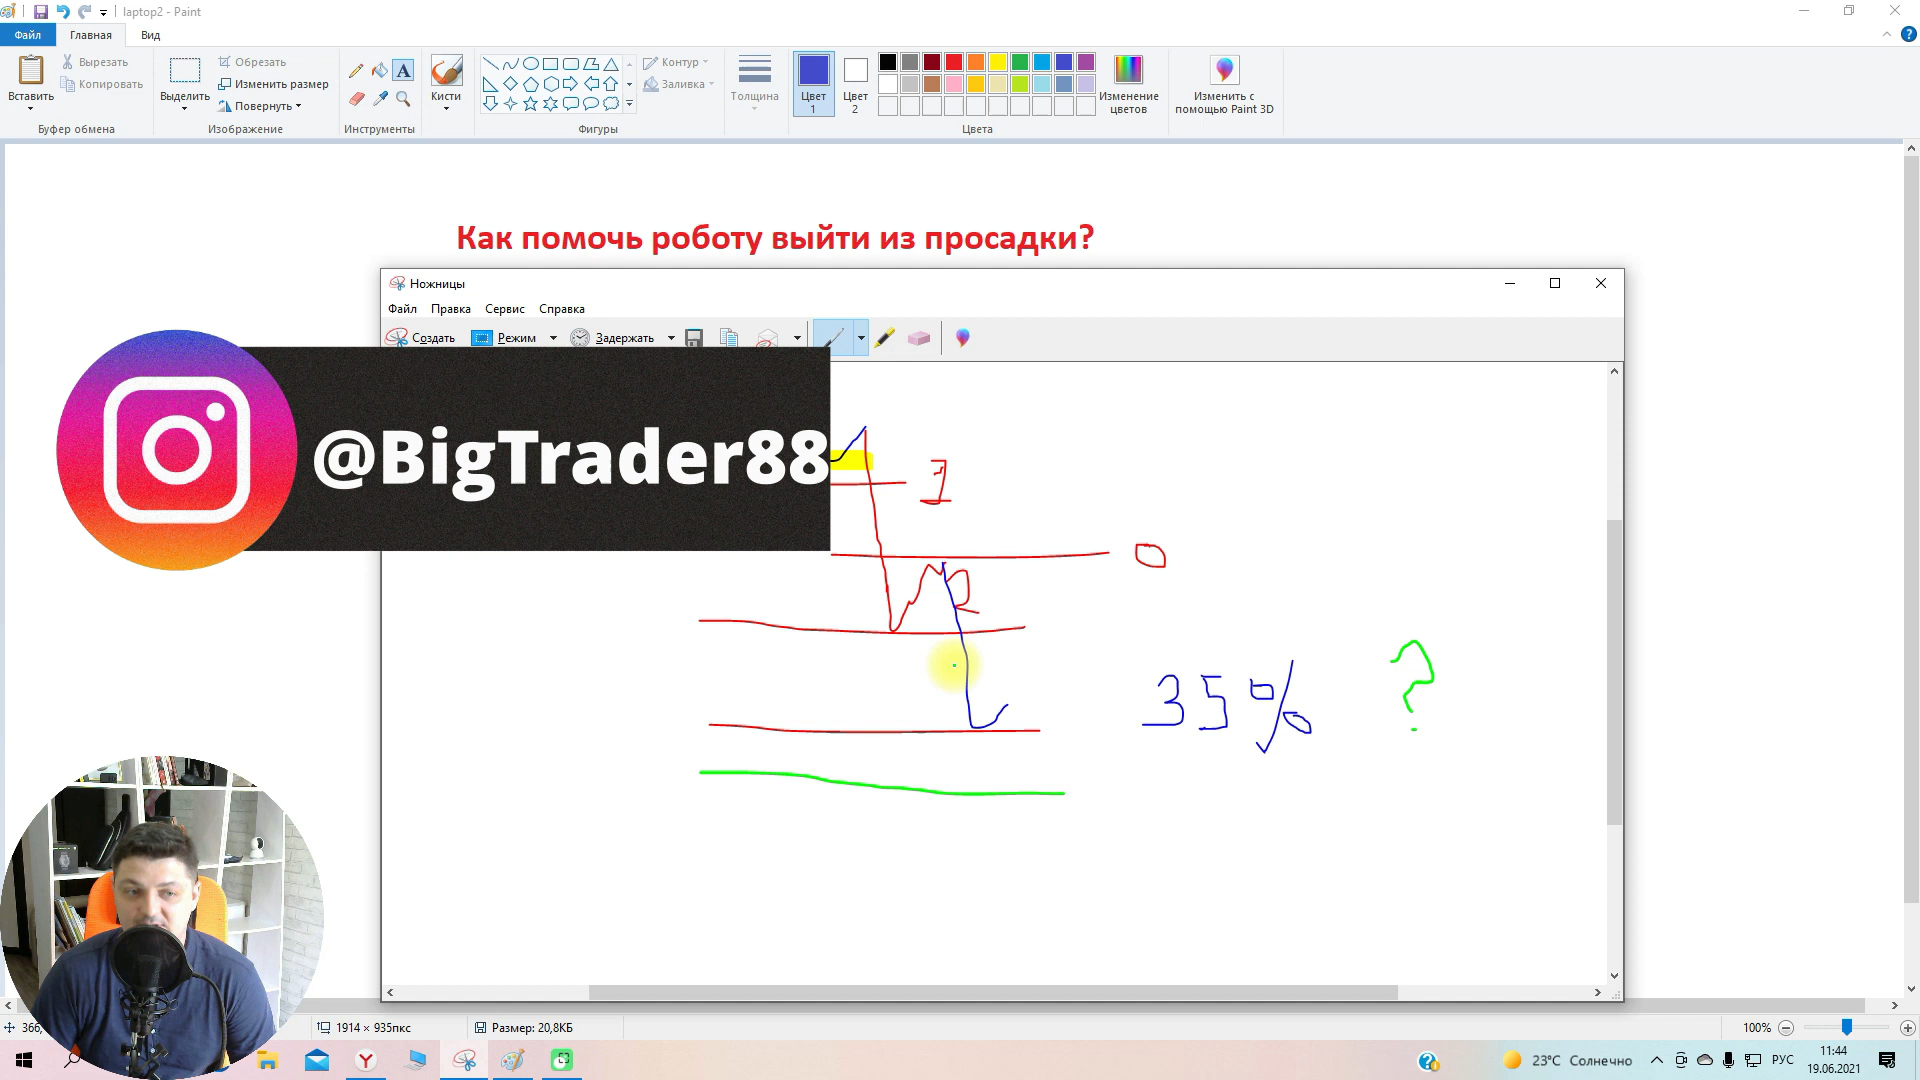 laptop2 - Paint
Файл Главная Вид
Вставить
Вырезать
Копировать
Буфер обмена
Выделить
Обрезать
Изменить размер
Повернуть
Изображение
A
Инструменты
Кисти
Контур
Заливка
Фигуры
Толщина
Цвет 1
Цвет 2
Цвета
Изменение цветов
Изменить с помощью Paint 3D
Как помочь роботу выйти из просадки?
Ножницы
Файл Правка Сервис Справка
Создать Режим Задержать
@BigTrader88
35% ?
366,
1914 × 935пкс
Размер: 20,8КБ
100%
23°C Солнечно
РУС
11:44
19.06.2021